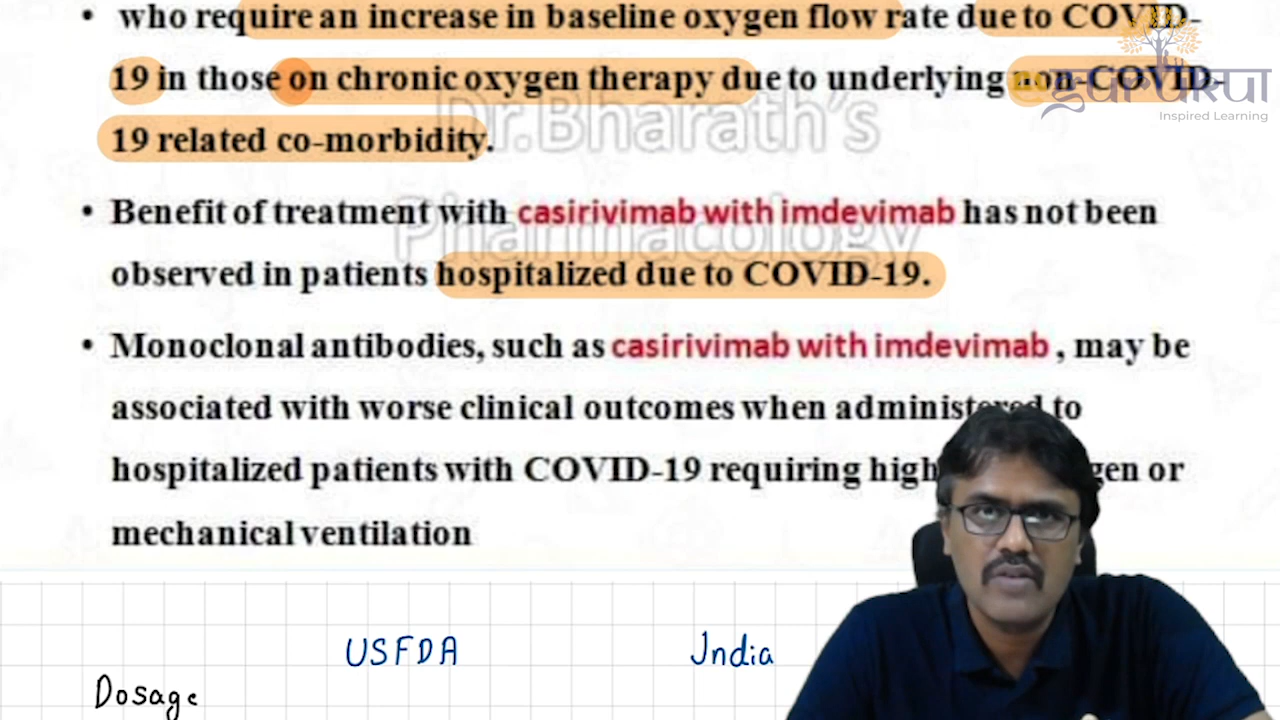 • who require an increase in baseline oxygen flow rate due to COVID-
19 in those on chronic oxygen therapy due to underlying non-COVID-
19 related co-morbidity.
गुरुकुल
Inspired Learning
Dr.Bharath's
Pharmacology
• Benefit of treatment with casirivimab with imdevimab has not been
observed in patients hospitalized due to COVID-19.
• Monoclonal antibodies, such as casirivimab with imdevimab , may be
associated with worse clinical outcomes when administered to
hospitalized patients with COVID-19 requiring high or
mechanical ventilation
USFDA India
Dosage